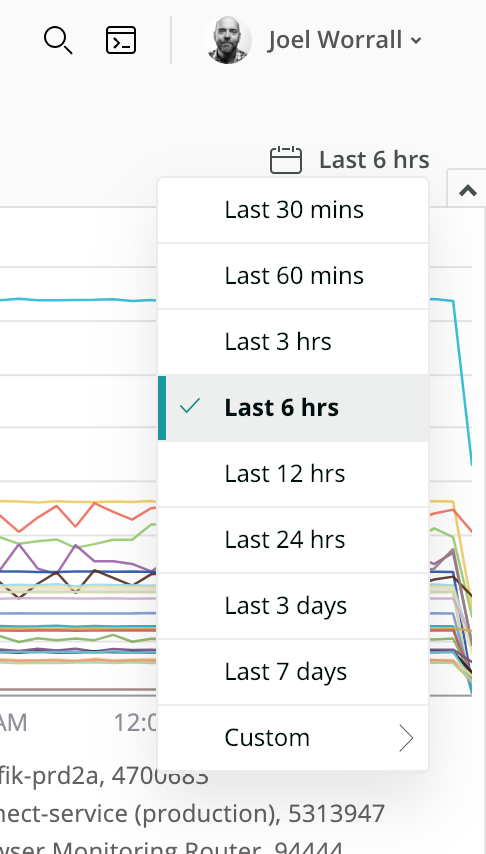 Joel Worrall
Last 6 hrs
Last 30 mins
Last 60 mins
Last 3 hrs
Last 6 hrs
Last 12 hrs
Last 24 hrs
Last 3 days
Last 7 days
Custom
AM 12:0
fik-prd2a, 4700683
nect-service (production), 5313947
wser Monitoring Router, 94444